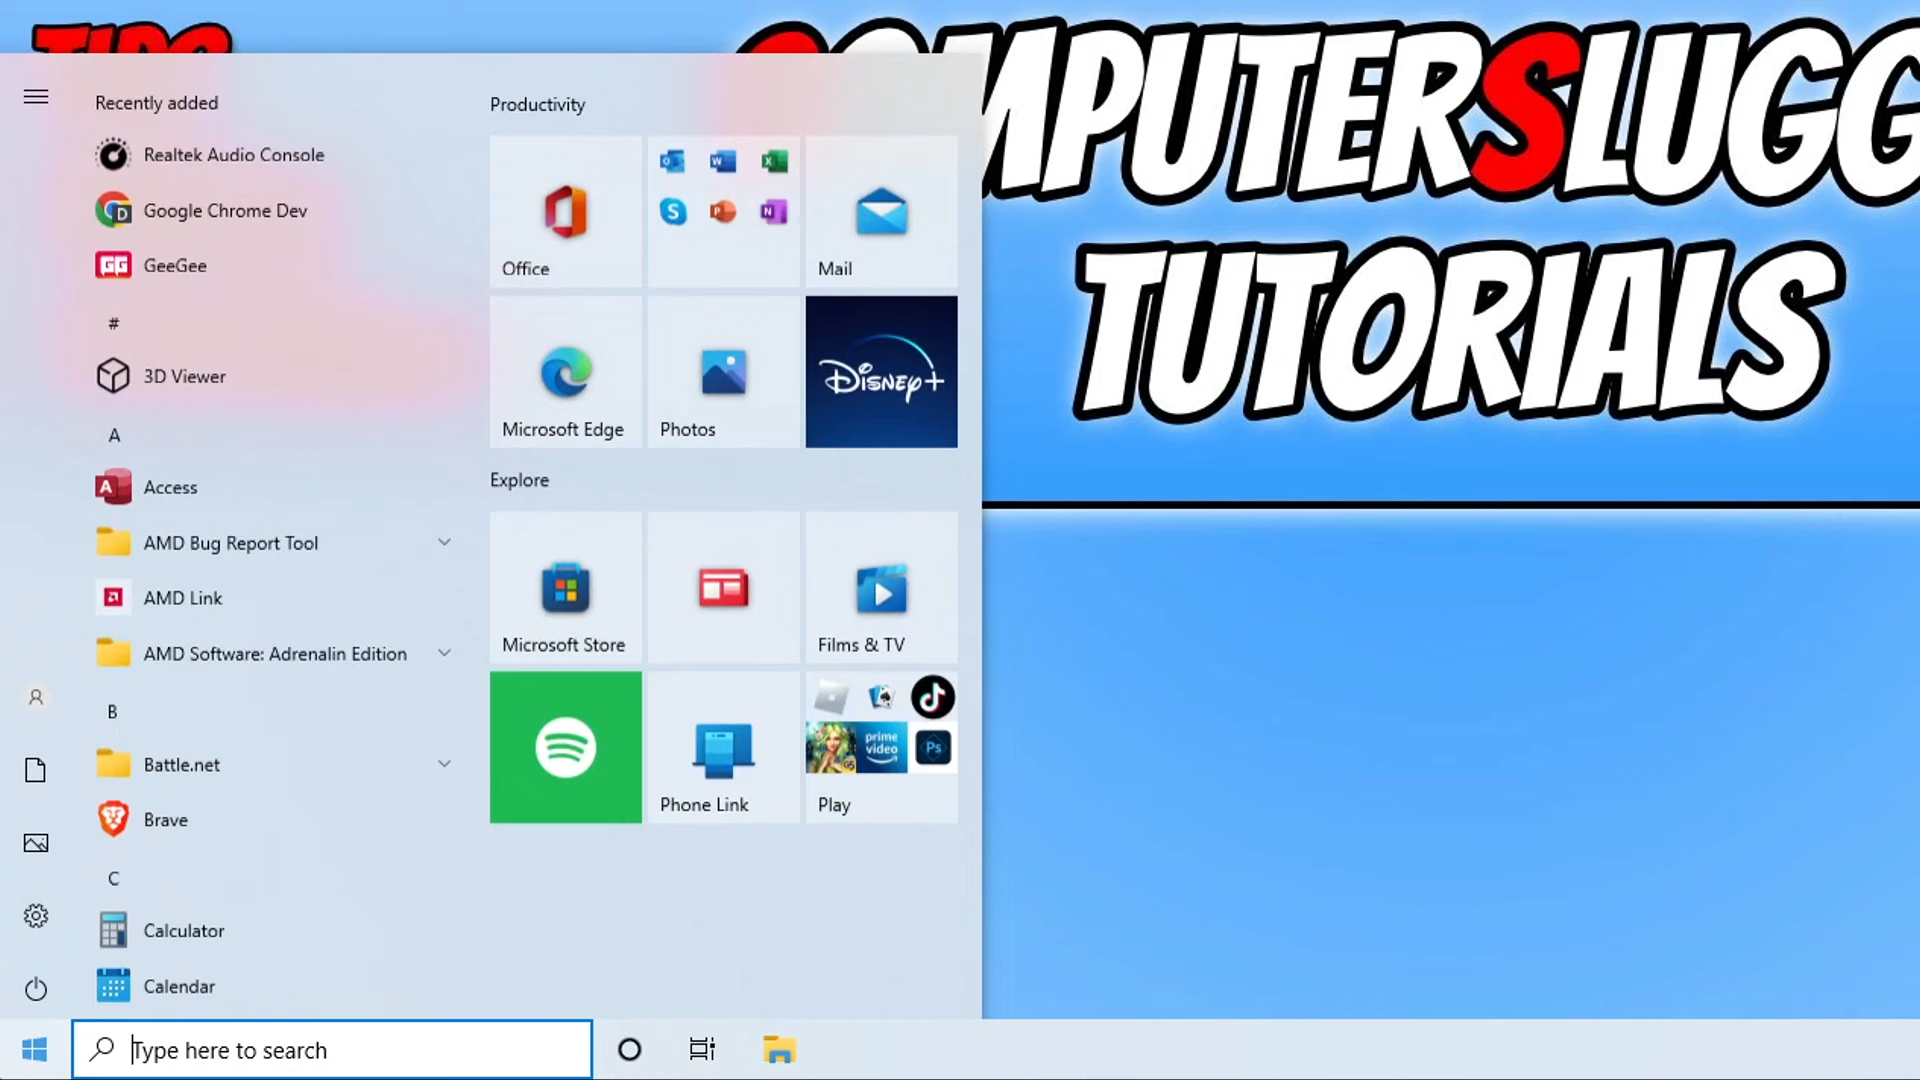 TIPS
COMPUTERSLUGG
TUTORIALS
Recently added
Realtek Audio Console
Google Chrome Dev
GeeGee
#
3D Viewer
A
Access
AMD Bug Report Tool
AMD Link
AMD Software: Adrenalin Edition
B
Battle.net
Brave
C
Calculator
Calendar
Productivity
Office
Mail
Microsoft Edge
Photos
Disney+
Explore
Microsoft Store
Films & TV
Phone Link
prime video
Ps
Play
Type here to search